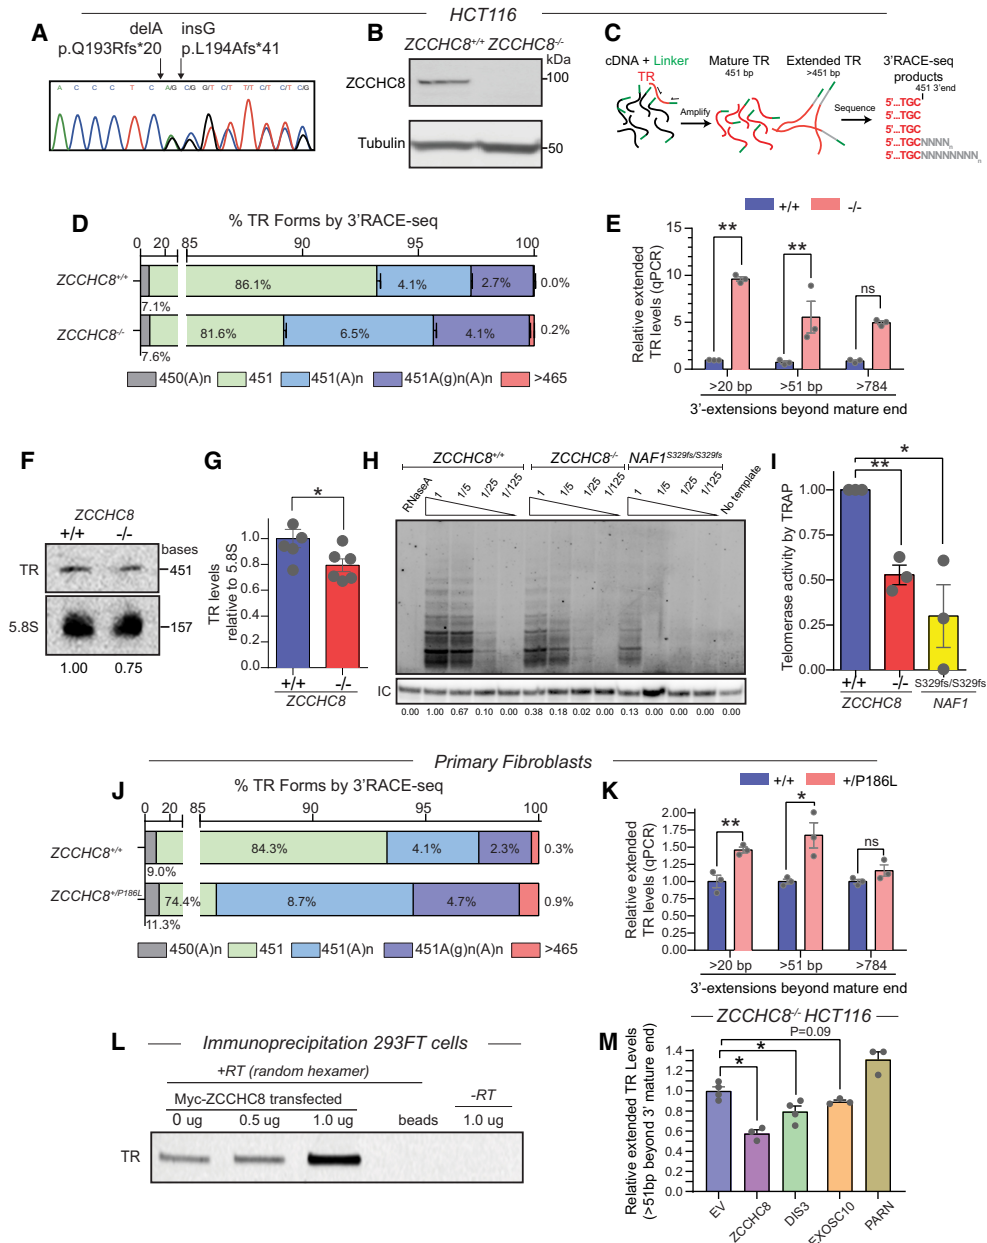 HCT116
A
delA
p.Q193Rfs*20
insG
p.L194Afs*41
A C C C T C A/G C/G G/T C/T T/T T/C T/C C/G
B
ZCCHC8+/+ ZCCHC8-/-
kDa
ZCCHC8
100
Tubulin
50
C
cDNA + Linker
TR
Amplify
Mature TR
451 bp
Extended TR
>451 bp
Sequence
3'RACE-seq
products
451 3'end
5'...TGC
5'...TGC
5'...TGC
5'...TGCNNNNn
5'...TGCNNNNNNNNn
D
% TR Forms by 3'RACE-seq
0 20 85 90 95 100
ZCCHC8+/+
86.1% 4.1% 2.7% 0.0%
7.1%
ZCCHC8-/-
81.6% 6.5% 4.1% 0.2%
7.6%
450(A)n 451 451(A)n 451A(g)n(A)n >465
E
+/+ -/-
Relative extended
TR levels (qPCR)
15
10
5
0
** ** ns
>20 bp >51 bp >784
3'-extensions beyond mature end
F
ZCCHC8
+/+ -/-
bases
TR
451
5.8S
157
1.00 0.75
G
TR levels
relative to 5.8S
1.0
0.8
0.6
0.4
0.2
0.0
*
+/+ -/-
ZCCHC8
H
ZCCHC8+/+ ZCCHC8-/- NAF1S329fs/S329fs
RNaseA 1 1/5 1/25 1/125 1 1/5 1/25 1/125 1 1/5 1/25 1/125 No template
IC
0.00 1.00 0.67 0.10 0.00 0.38 0.18 0.02 0.00 0.13 0.00 0.00 0.00 0.00
I
Telomerase activity by TRAP
1.00
0.75
0.50
0.25
0.00
*
**
+/+ -/- S329fs/S329fs
ZCCHC8 NAF1
Primary Fibroblasts
J
% TR Forms by 3'RACE-seq
0 20 85 90 95 100
ZCCHC8+/+
84.3% 4.1% 2.3% 0.3%
9.0%
ZCCHC8+/P186L
74.4% 8.7% 4.7% 0.9%
11.3%
450(A)n 451 451(A)n 451A(g)n(A)n >465
K
+/+ +/P186L
Relative extended
TR levels (qPCR)
2.00
1.75
1.50
1.25
1.00
0.75
0.50
0.25
0.00
** * ns
>20 bp >51 bp >784
3'-extensions beyond mature end
L
Immunoprecipitation 293FT cells
+RT (random hexamer)
Myc-ZCCHC8 transfected
-RT
0 ug 0.5 ug 1.0 ug beads 1.0 ug
TR
M
ZCCHC8-/- HCT116
P=0.09
*
*
Relative extended TR Levels
(>51bp beyond 3' mature end)
1.4
1.2
1.0
0.8
0.6
0.4
0.2
0.0
EV ZCCHC8 DIS3 EXOSC10 PARN